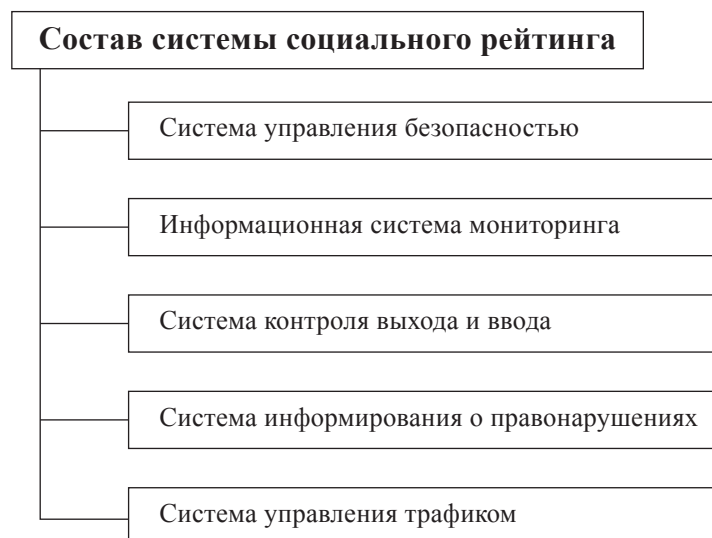 Состав системы социального рейтинга
Система управления безопасностью
Информационная система мониторинга
Система контроля выхода и ввода
Система информирования о правонарушениях
Система управления трафиком